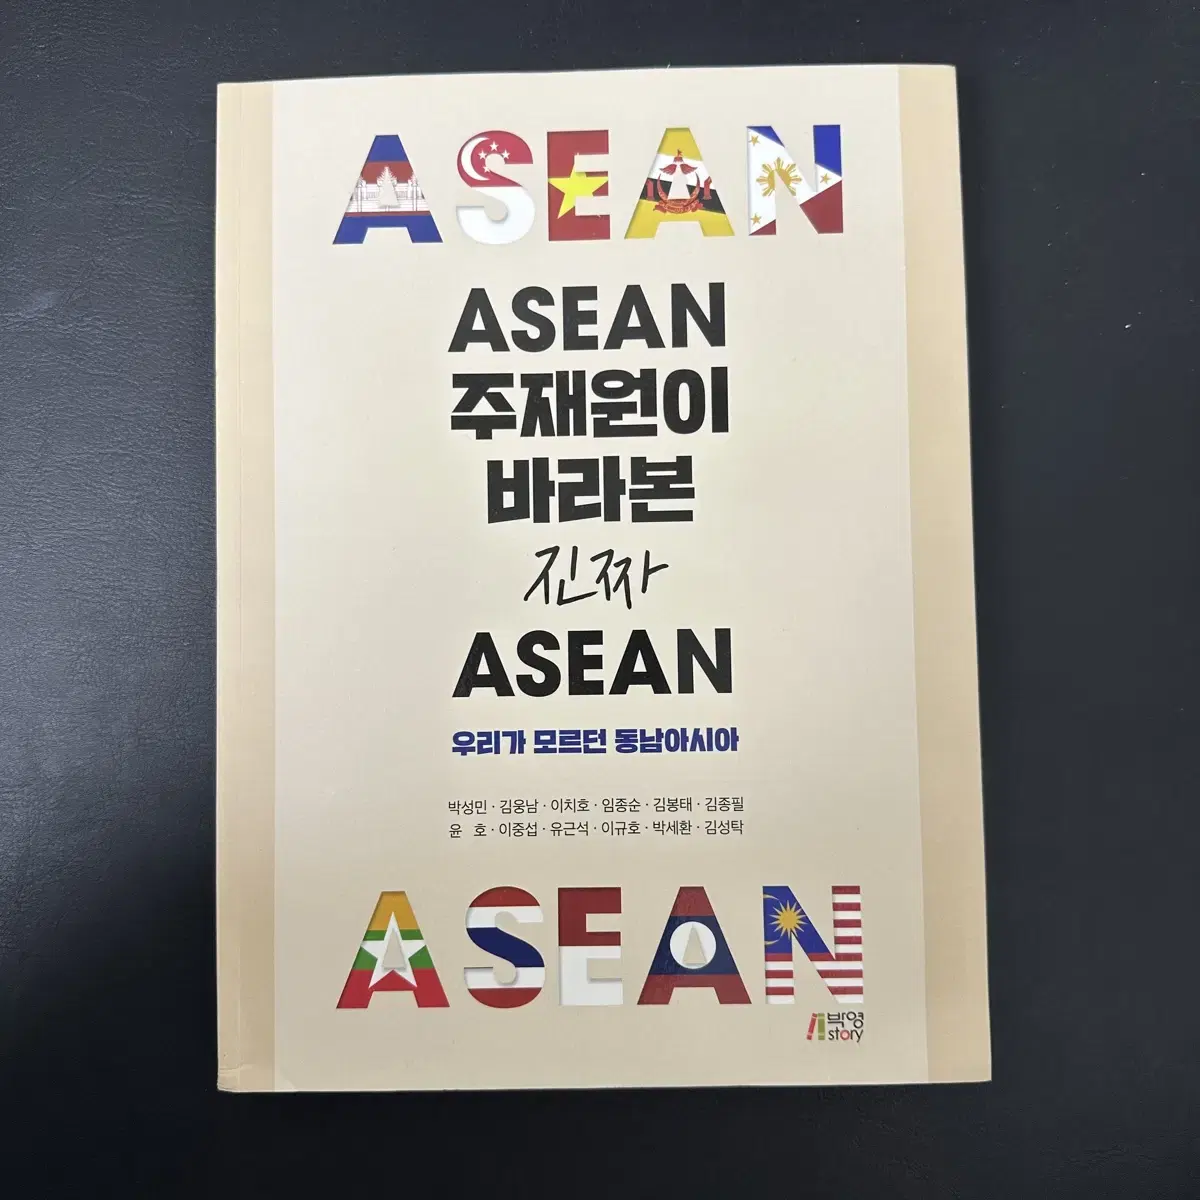 ASEAN
ASEAN
주재원이
바라본
진짜
ASEAN
우리가 모르던 동남아시아
박성민·김웅남·이치호·임종순·김봉태·김종필
윤 호·이중섭·유근석·이규호·박세환·김성탁
ASEAN
박영
story